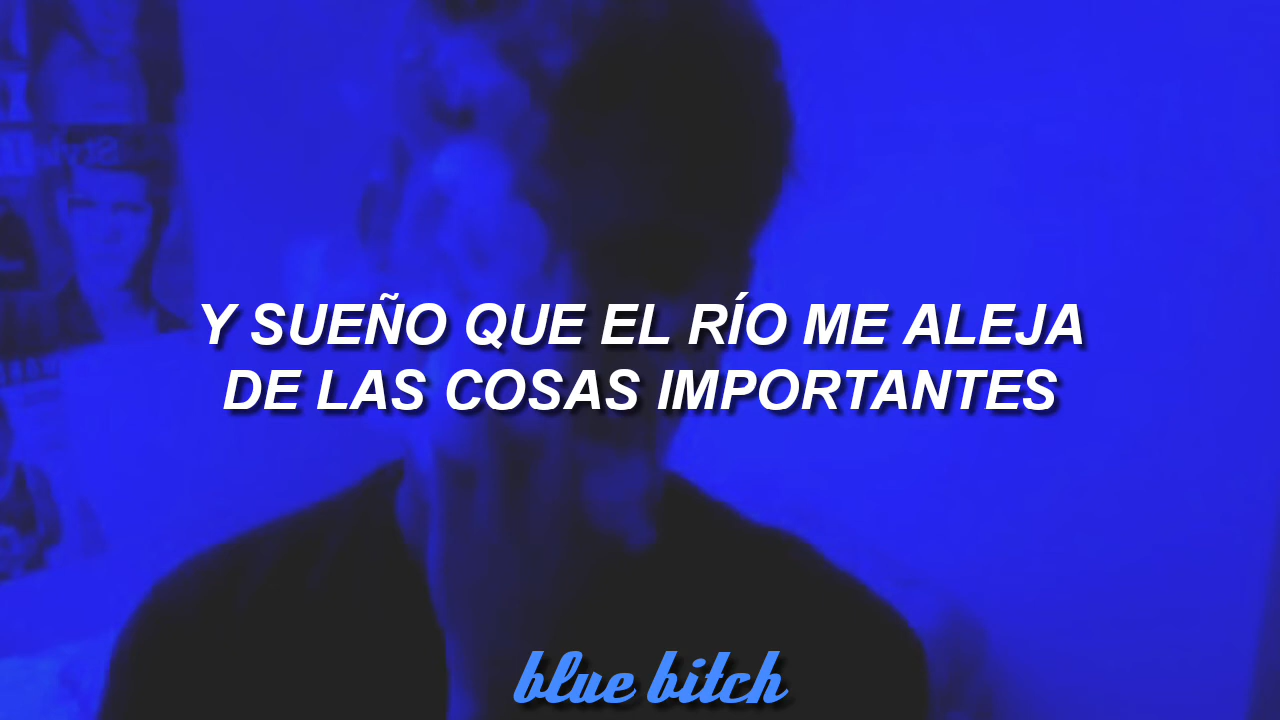 Y SUEÑO QUE EL RÍO ME ALEJA
DE LAS COSAS IMPORTANTES
blue bitch